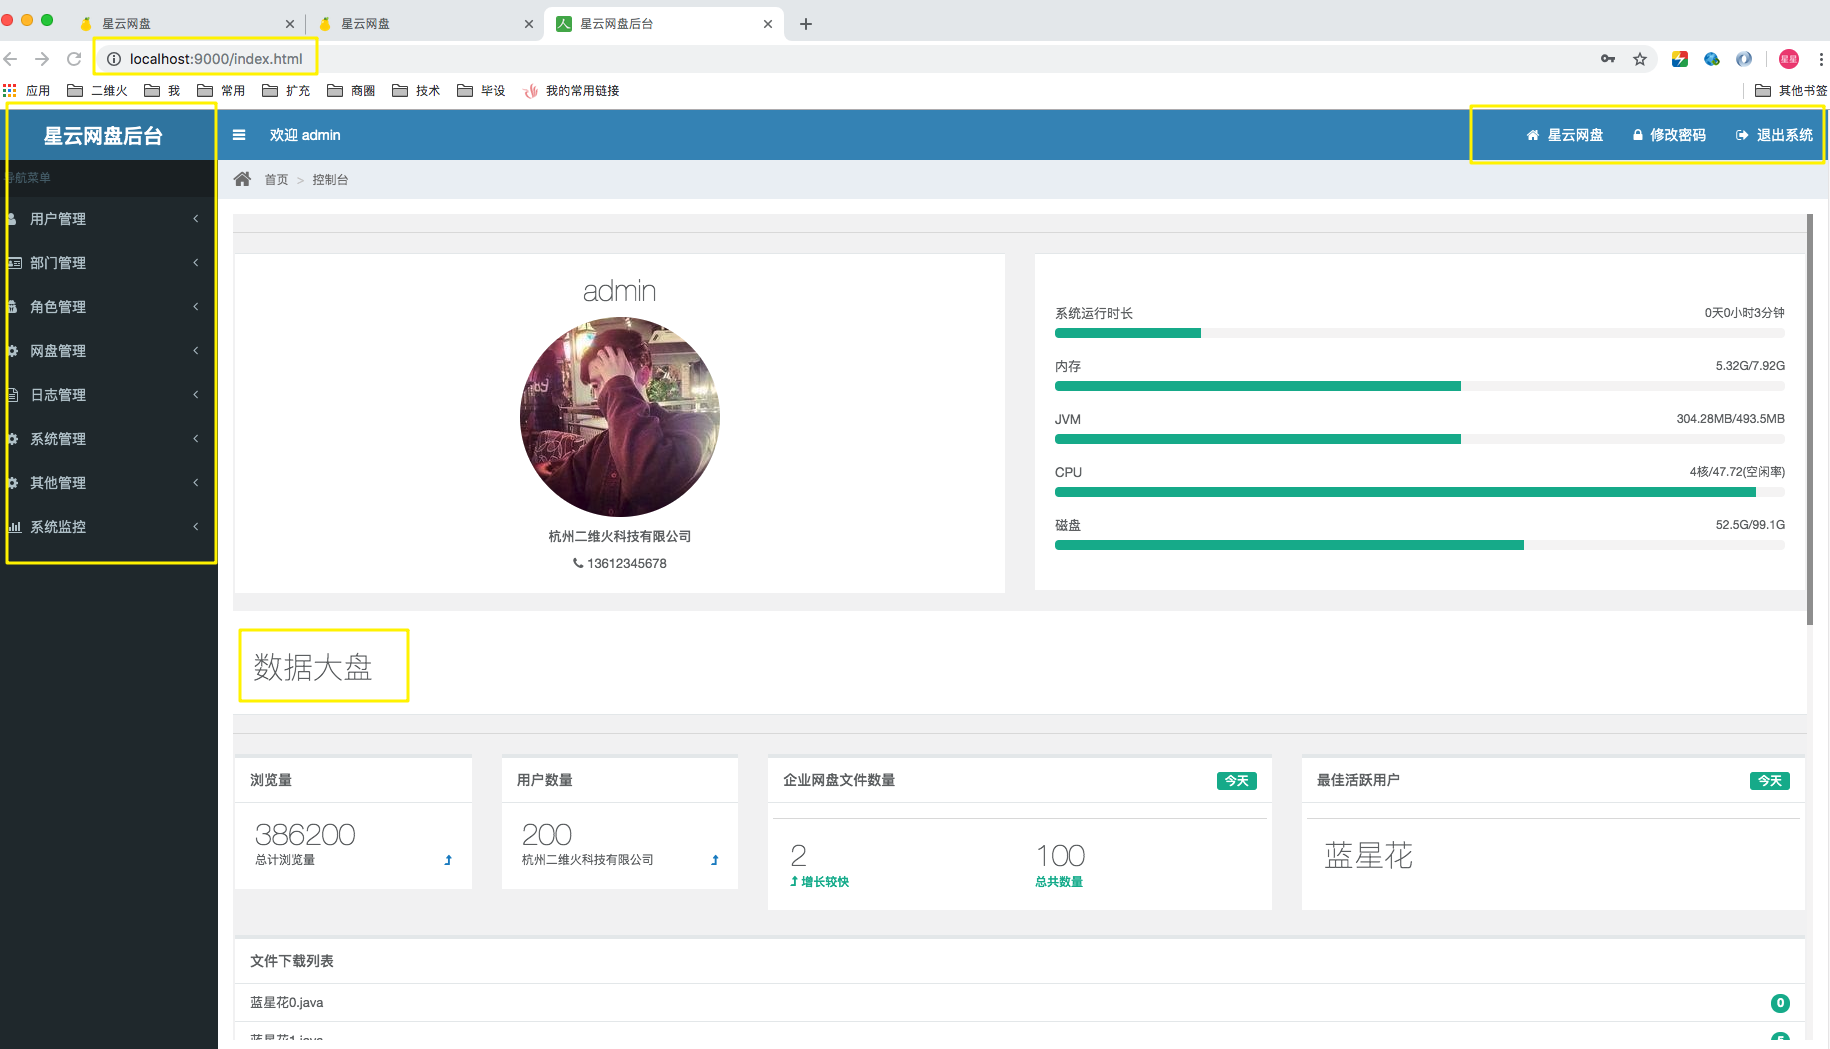 星云网盘
星云网盘
星云网盘后台
localhost:9000/index.html
星星
应用 二维火 我 常用 扩充 商圈 技术 毕设 我的常用链接 其他书签
星云网盘后台
欢迎 admin
星云网盘 修改密码 退出系统
导航菜单
首页 > 控制台
用户管理
部门管理
角色管理
网盘管理
日志管理
系统管理
其他管理
系统监控
admin
杭州二维火科技有限公司
13612345678
系统运行时长 0天0小时3分钟
内存 5.32G/7.92G
JVM 304.28MB/493.5MB
CPU 4核/47.72(空闲率)
磁盘 52.5G/99.1G
数据大盘
浏览量
386200
总计浏览量
用户数量
200
杭州二维火科技有限公司
企业网盘文件数量 今天
2
增长较快
100
总共数量
最佳活跃用户 今天
蓝星花
文件下载列表
蓝星花0.java 0
蓝星花1.java